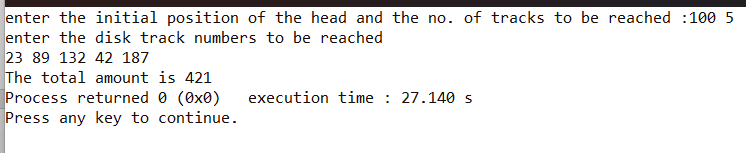 enter the initial position of the head and the no. of tracks to be reached :100 5
enter the disk track numbers to be reached
23 89 132 42 187
The total amount is 421
Process returned 0 (0x0)   execution time : 27.140 s
Press any key to continue.